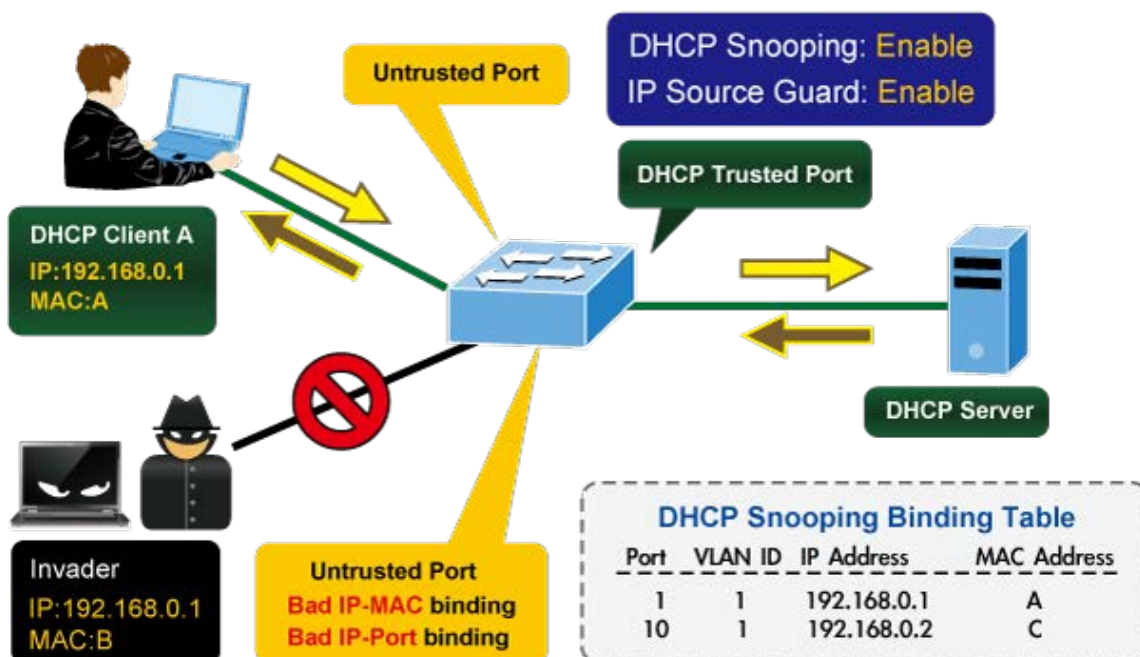 Untrusted Port
DHCP Snooping: Enable
IP Source Guard: Enable
DHCP Trusted Port
DHCP Client A
IP:192.168.0.1
MAC:A
DHCP Server
Invader
IP:192.168.0.1
MAC:B
Untrusted Port
Bad IP-MAC binding
Bad IP-Port binding
DHCP Snooping Binding Table
Port VLAN ID IP Address MAC Address
1 1 192.168.0.1 A
10 1 192.168.0.2 C